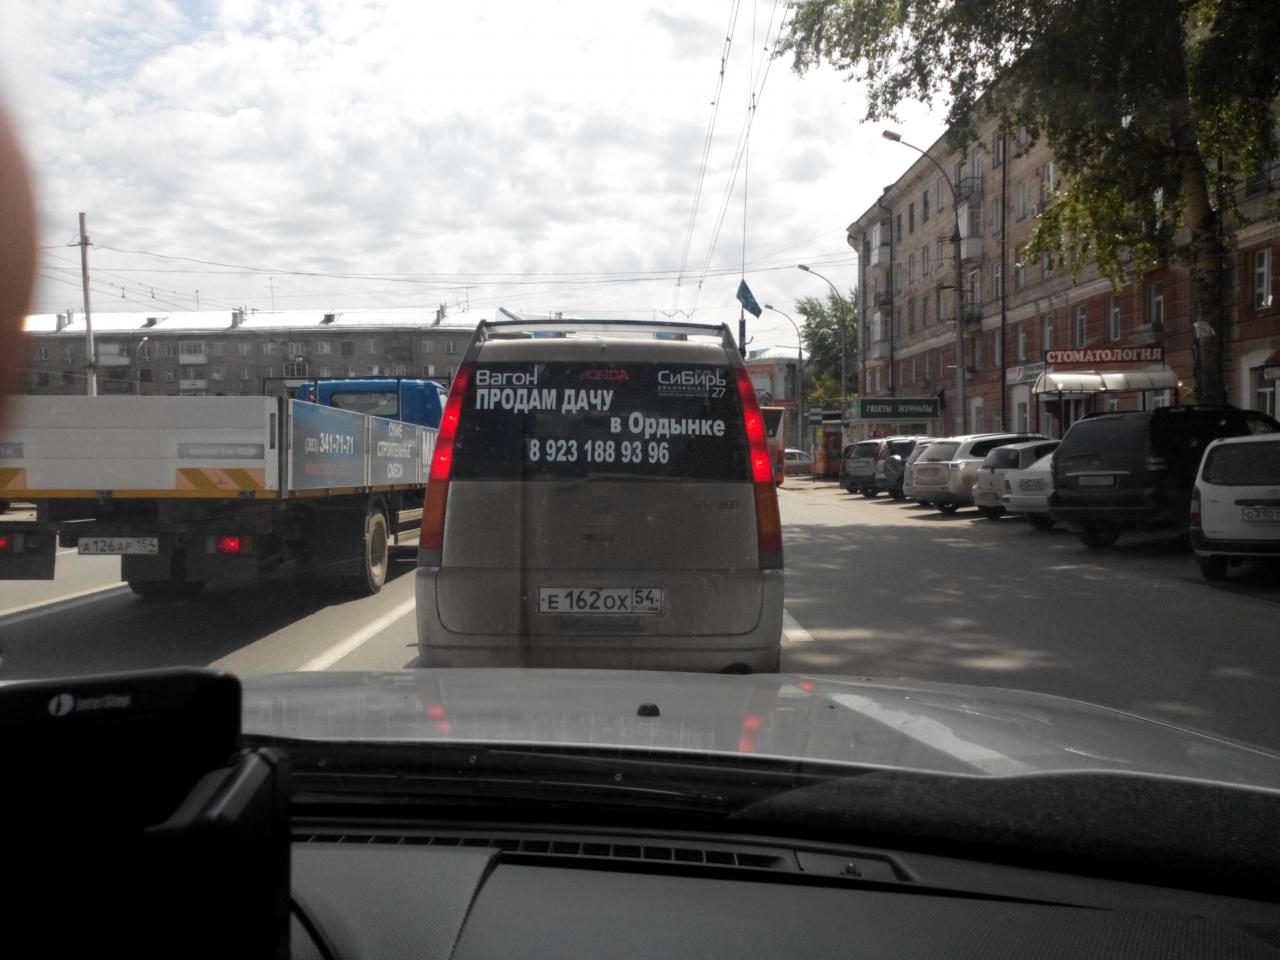 Вагон
HONDA
СиБирЬ
27
ПРОДАМ ДАЧУ
в Ордынке
8 923 188 93 96
Е 162 ОХ 54
(383) 341-71-71
СУХИЕ
СТРОИТЕЛЬНЫЕ
СМЕСИ
А 126 АР 154
ГАЗЕТЫ ЖУРНАЛЫ
СТОМАТОЛОГИЯ
InterStep